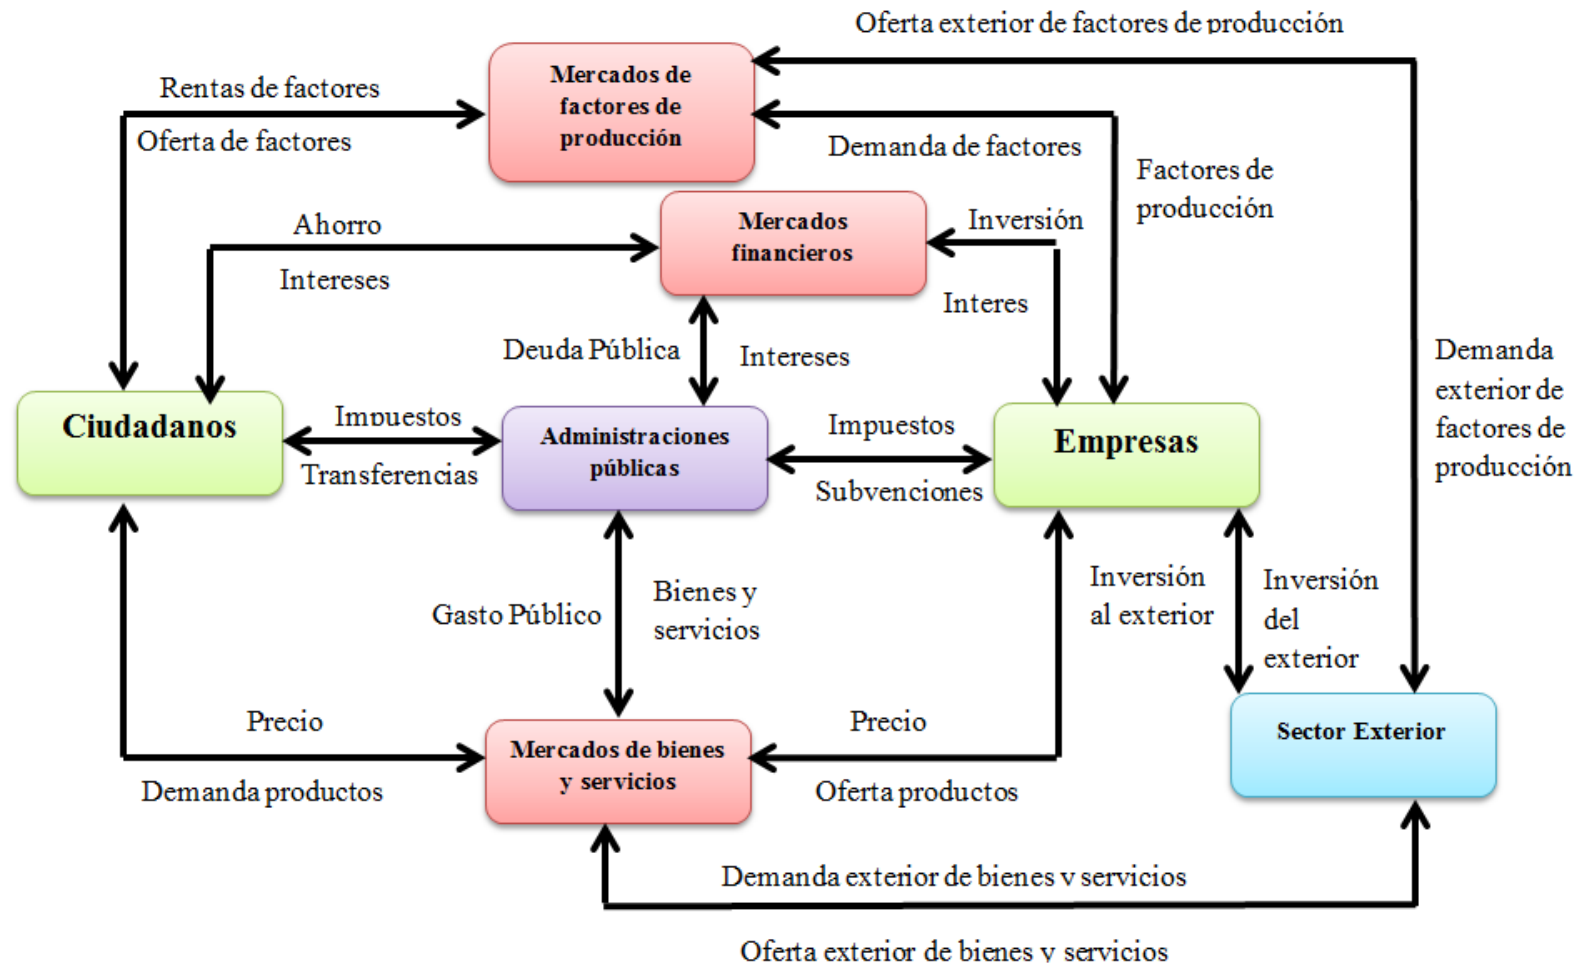 Oferta exterior de factores de producción
Mercados de
factores de
producción
Rentas de factores
Oferta de factores
Demanda de factores
Factores de
producción
Ahorro
Intereses
Mercados
financieros
Inversión
Interes
Deuda Pública
Intereses
Demanda
exterior de
factores de
producción
Ciudadanos
Impuestos
Transferencias
Administraciones
públicas
Impuestos
Subvenciones
Empresas
Gasto Público
Bienes y
servicios
Inversión
al exterior
Inversión
del
exterior
Precio
Demanda productos
Mercados de bienes
y servicios
Precio
Oferta productos
Sector Exterior
Demanda exterior de bienes y servicios
Oferta exterior de bienes y servicios